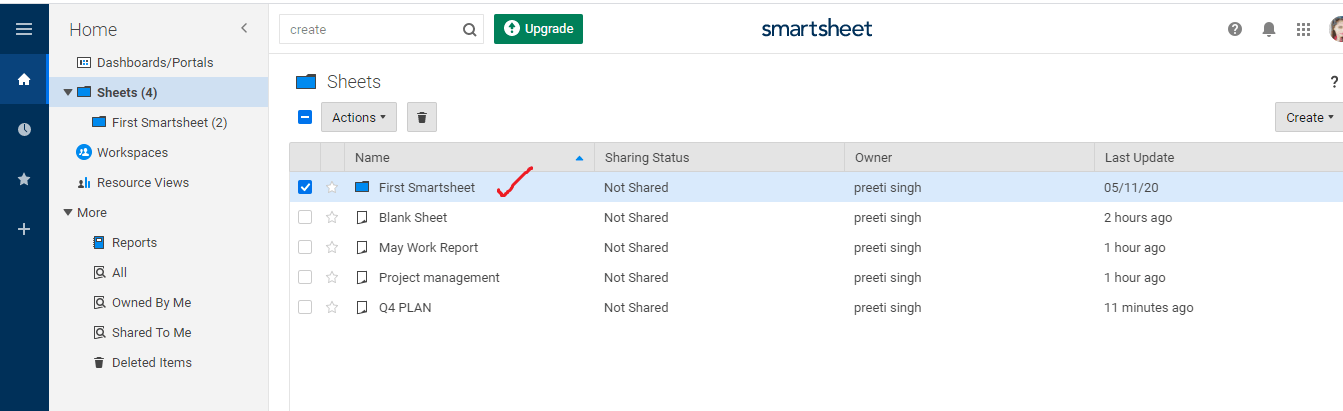 Home
Dashboards/Portals
Sheets (4)
First Smartsheet (2)
Workspaces
Resource Views
More
Reports
All
Owned By Me
Shared To Me
Deleted Items
create Upgrade smartsheet ?
Sheets ?
Actions Create
Name Sharing Status Owner Last Update
First Smartsheet Not Shared preeti singh 05/11/20
Blank Sheet Not Shared preeti singh 2 hours ago
May Work Report Not Shared preeti singh 1 hour ago
Project management Not Shared preeti singh 1 hour ago
Q4 PLAN Not Shared preeti singh 11 minutes ago